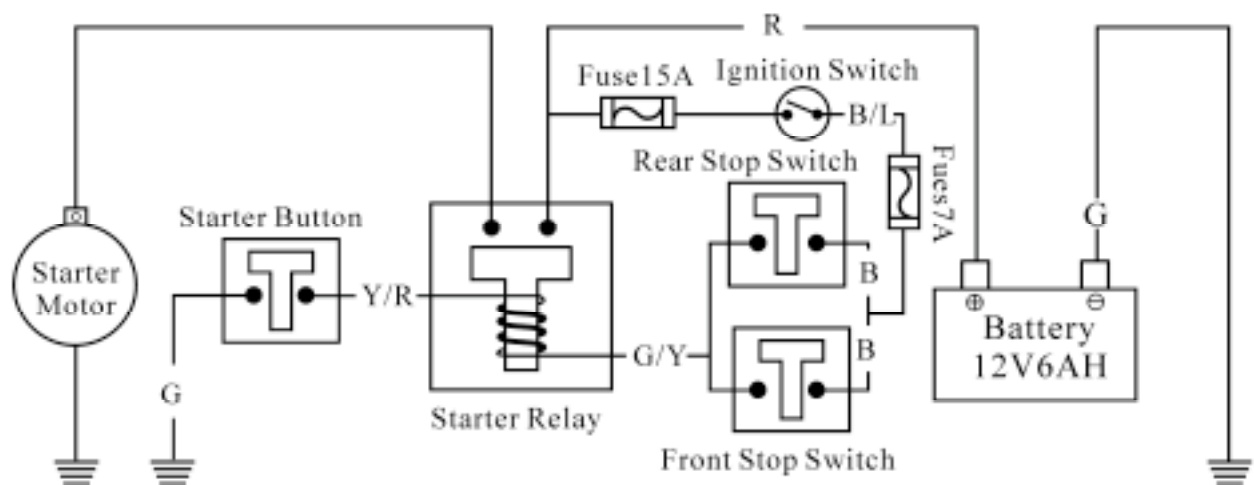 R
Fuse15A
Ignition Switch
B/L
Rear Stop Switch
Fues7A
Starter Button
G
Starter
Motor
Y/R
B
Battery
12V6AH
G/Y
B
G
Starter Relay
Front Stop Switch